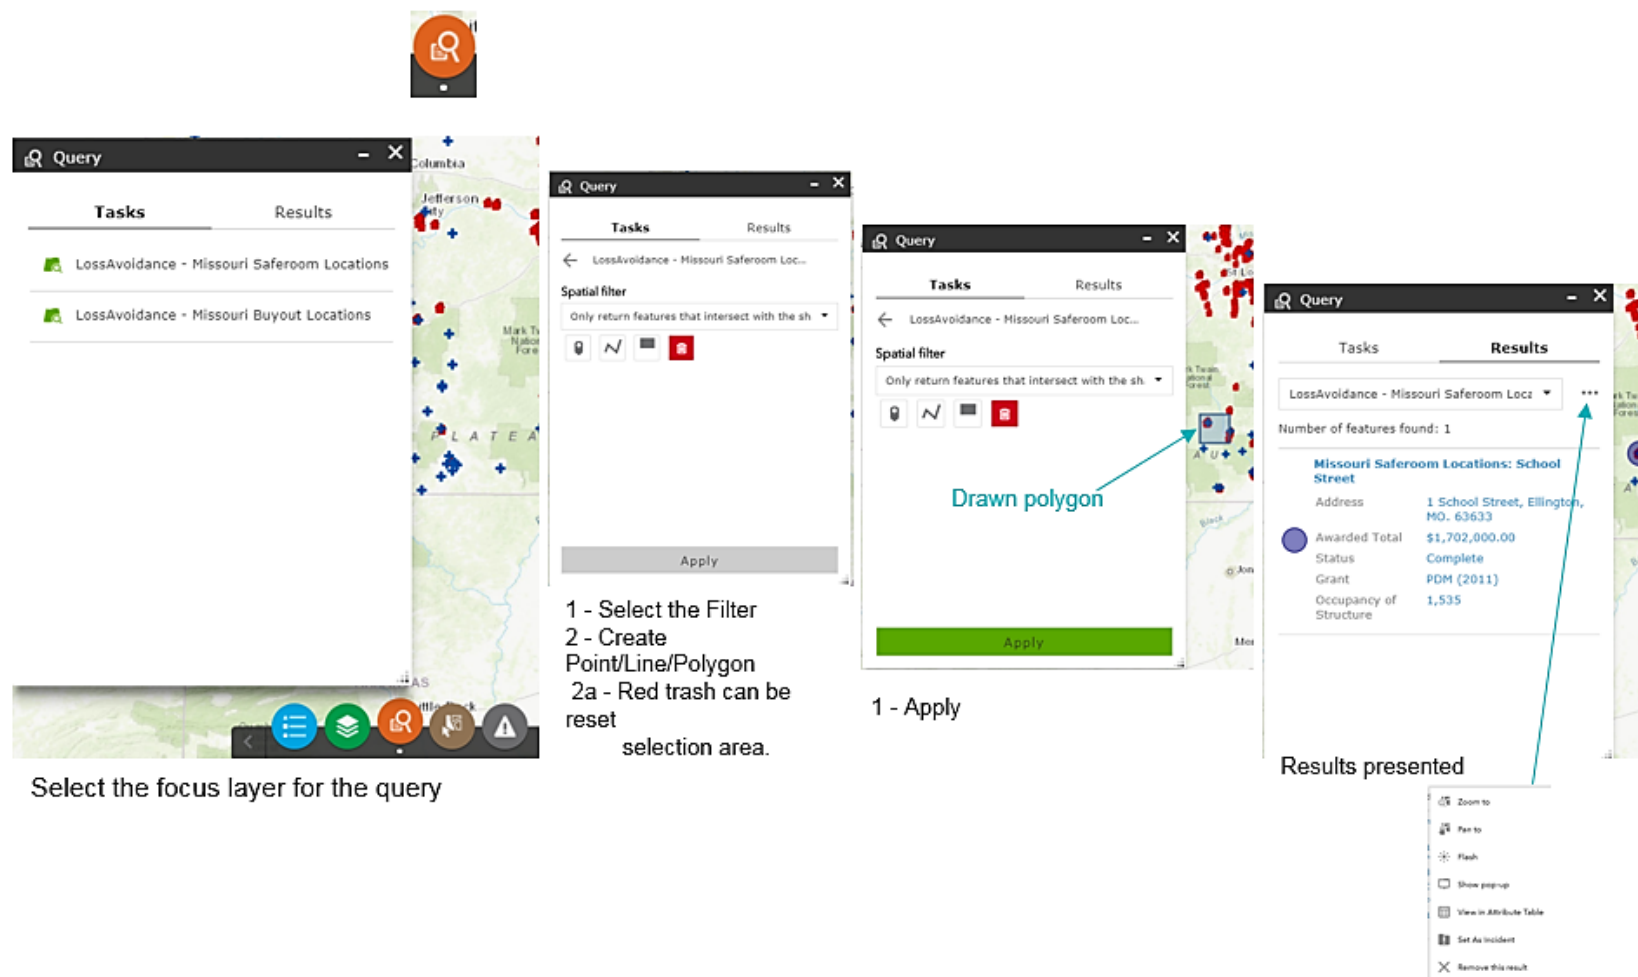 Query
Tasks Results
LossAvoidance - Missouri Saferoom Locations
LossAvoidance - Missouri Buyout Locations
Columbia
Jefferson
City
P L A T E A
Select the focus layer for the query
Query
Tasks Results
LossAvoidance - Missouri Saferoom Loc...
Spatial filter
Only return features that intersect with the sh
Apply
1 - Select the Filter
2 - Create
Point/Line/Polygon
2a - Red trash can be
reset
selection area.
Query
Tasks Results
LossAvoidance - Missouri Saferoom Loc...
Spatial filter
Only return features that intersect with the sh.
Drawn polygon
A U
Black
Apply
1 - Apply
Query
Tasks Results
LossAvoidance - Missouri Saferoom Loca
Number of features found: 1
Missouri Saferoom Locations: School
Street
Address 1 School Street, Ellington,
MO. 63633
Awarded Total $1,702,000.00
Status Complete
Grant PDM (2011)
Occupancy of 1,535
Structure
Results presented
Zoom to
Pan to
Flash
Show pop-up
View in Attribute Table
Set As Incident
Remove this result